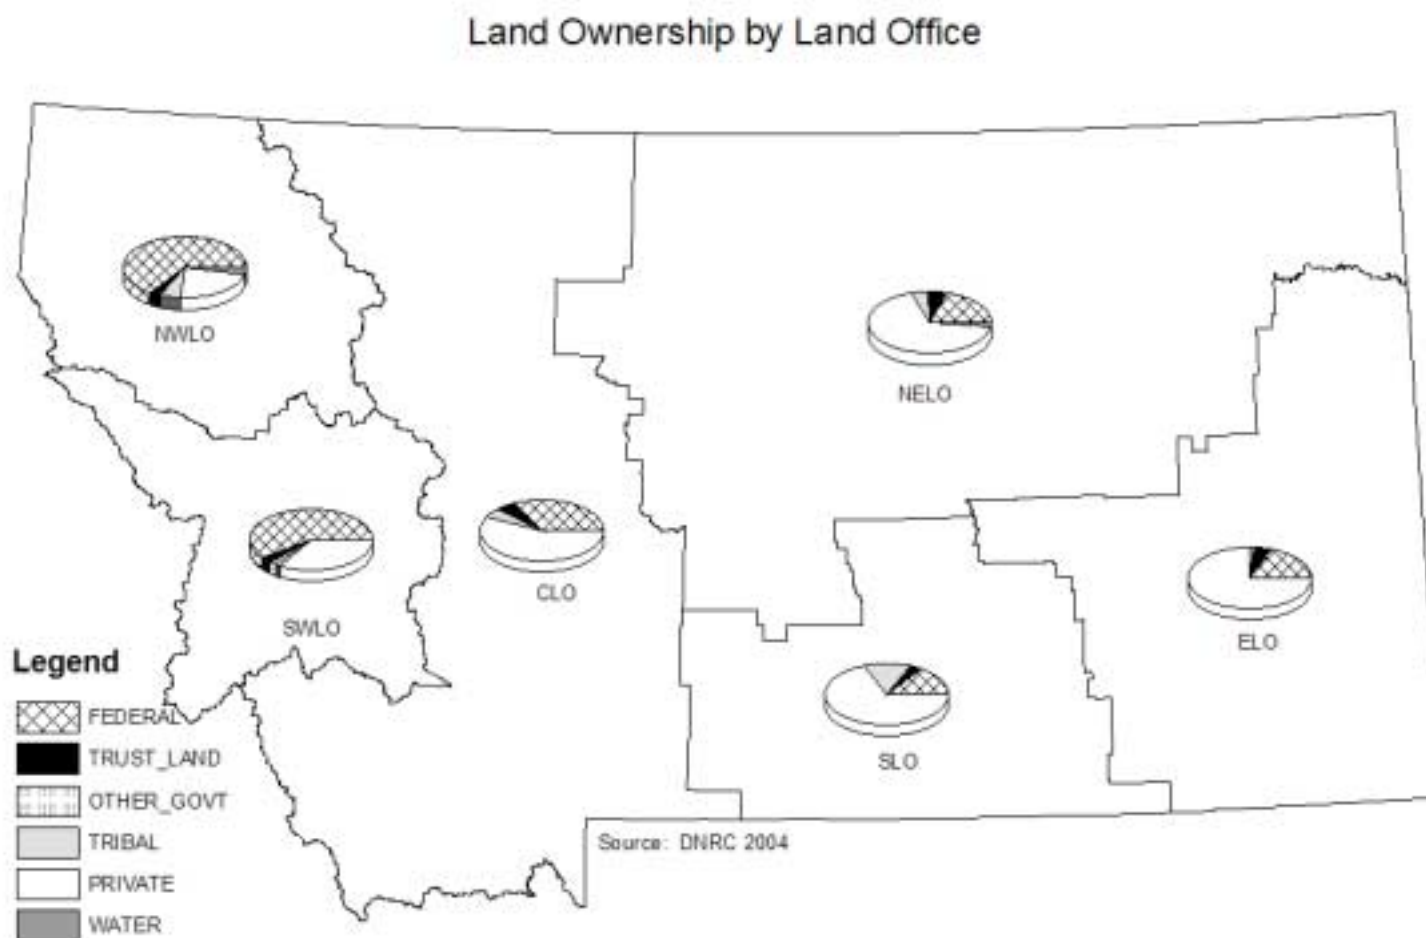 Land Ownership by Land Office
NWLO
NELO
SWLO
CLO
ELO
SLO
Legend
FEDERAL
TRUST_LAND
OTHER_GOVT
TRIBAL
PRIVATE
WATER
Source: DNRC 2004